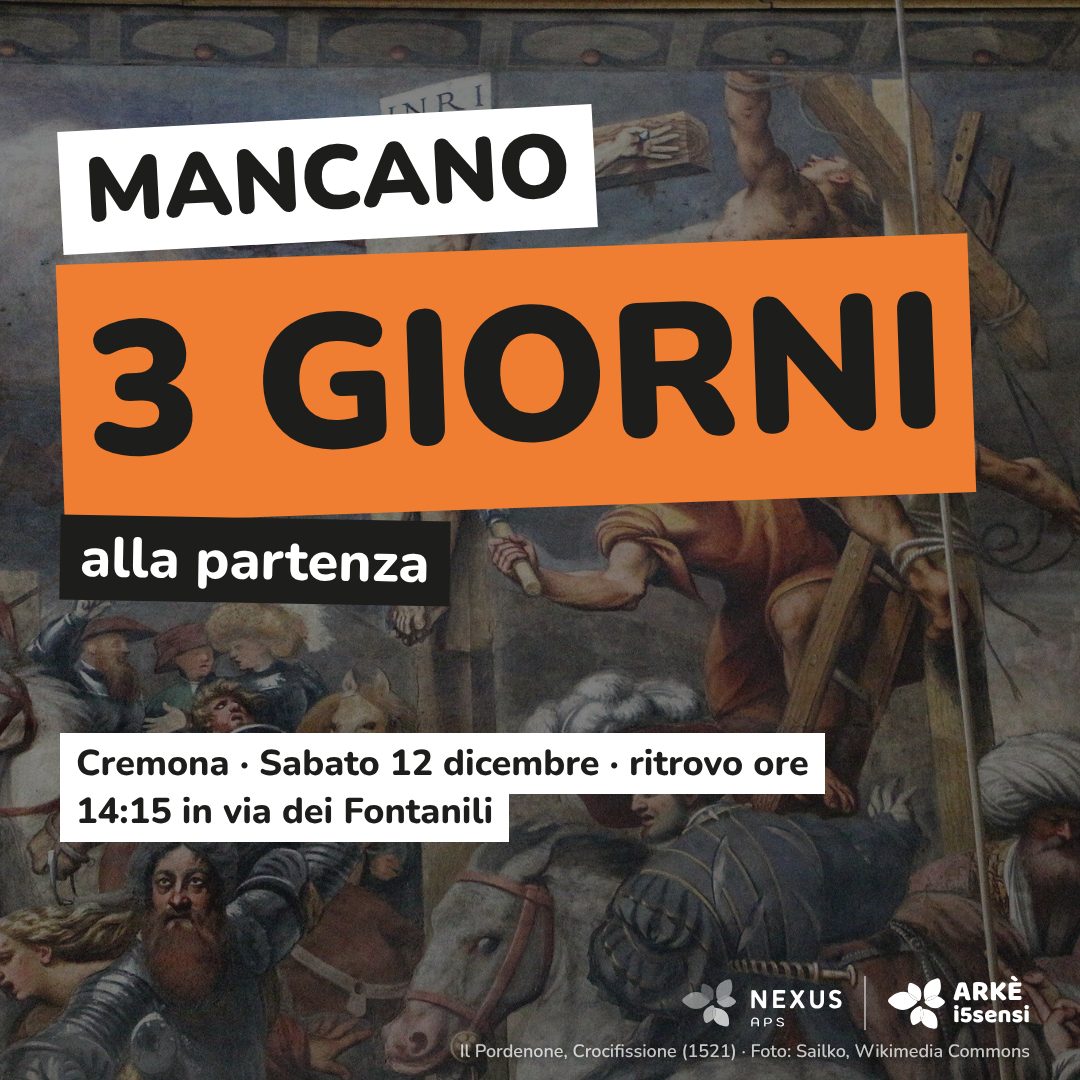 INRI
MANCANO
3 GIORNI
alla partenza
Cremona · Sabato 12 dicembre · ritrovo ore
14:15 in via dei Fontanili
NEXUS
APS
ARKÈ
i5sensi
Il Pordenone, Crocifissione (1521) · Foto: Sailko, Wikimedia Commons